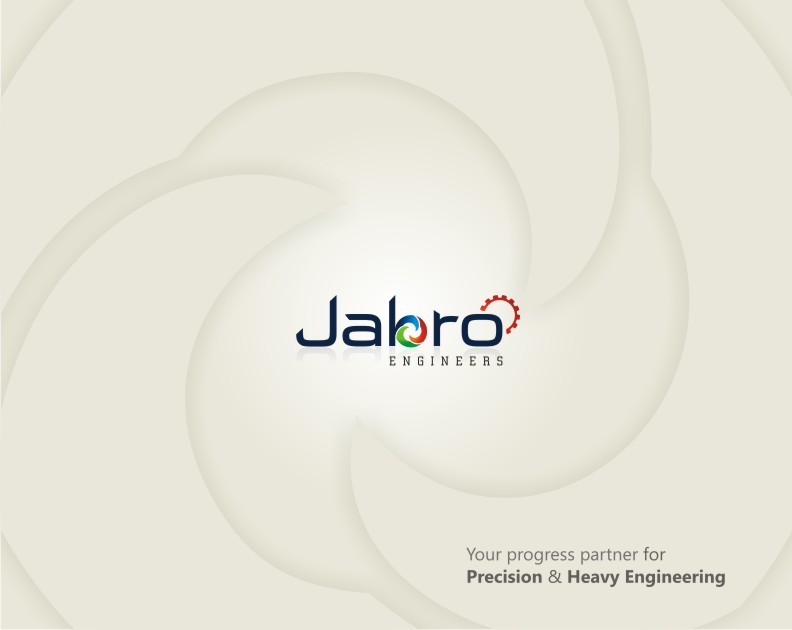 Jabro
ENGINEERS
Your progress partner for
Precision & Heavy Engineering